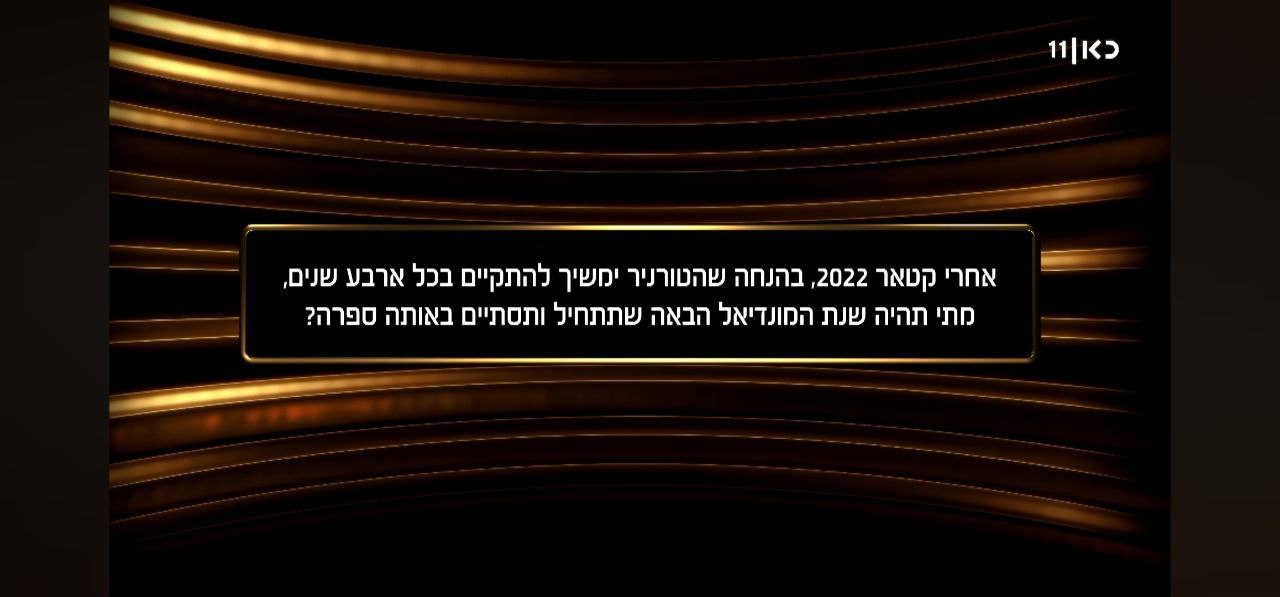 כאן|11
אחרי קטאר 2022, בהנחה שהטורניר ימשיך להתקיים בכל ארבע שנים,
מתי תהיה שנת המונדיאל הבאה שתתחיל ותסתיים באותה ספרה?